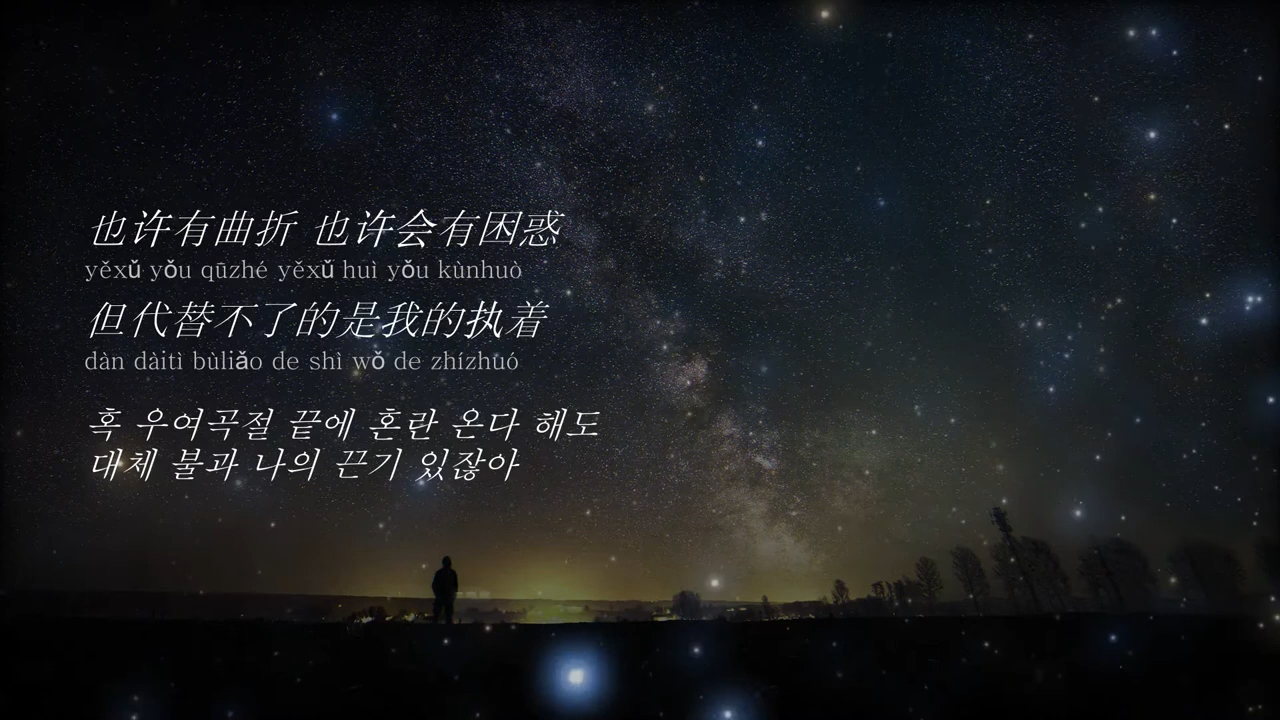 也许有曲折 也许会有困惑
yěxǔ yǒu qūzhé yěxǔ huì yǒu kùnhuò
但代替不了的是我的执着
dàn dàitì bùliǎo de shì wǒ de zhízhuó
혹 우여곡절 끝에 혼란 온다 해도
대체 불과 나의 끈기 있잖아